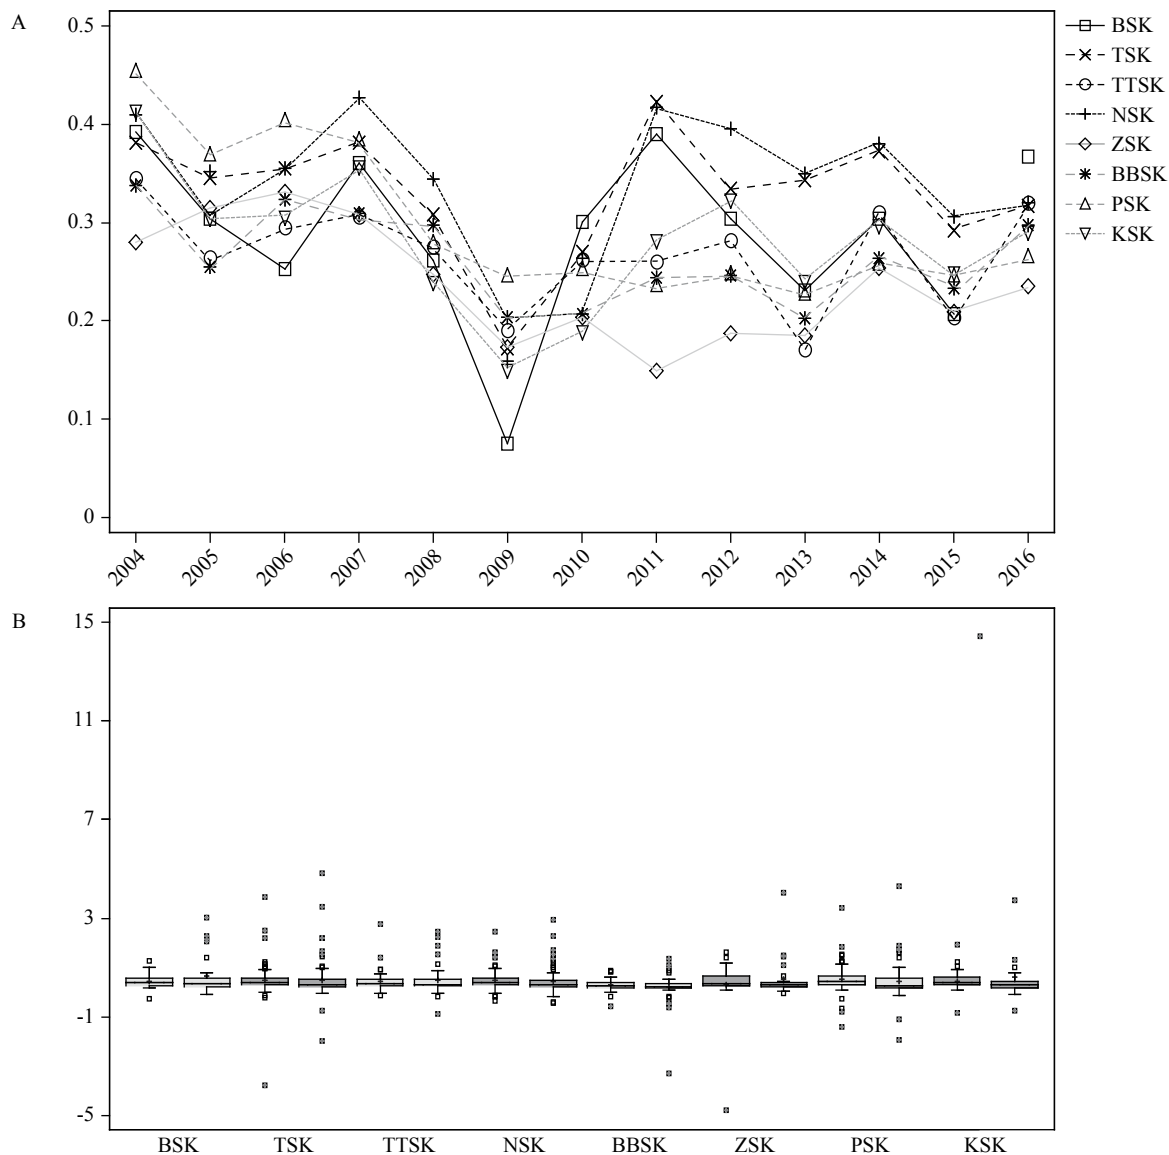 A
0.5
0.4
0.3
0.2
0.1
0
2004 2005 2006 2007 2008 2009 2010 2011 2012 2013 2014 2015 2016
BSK
TSK
TTSK
NSK
ZSK
BBSK
PSK
KSK
B
15
11
7
3
-1
-5
BSK TSK TTSK NSK BBSK ZSK PSK KSK